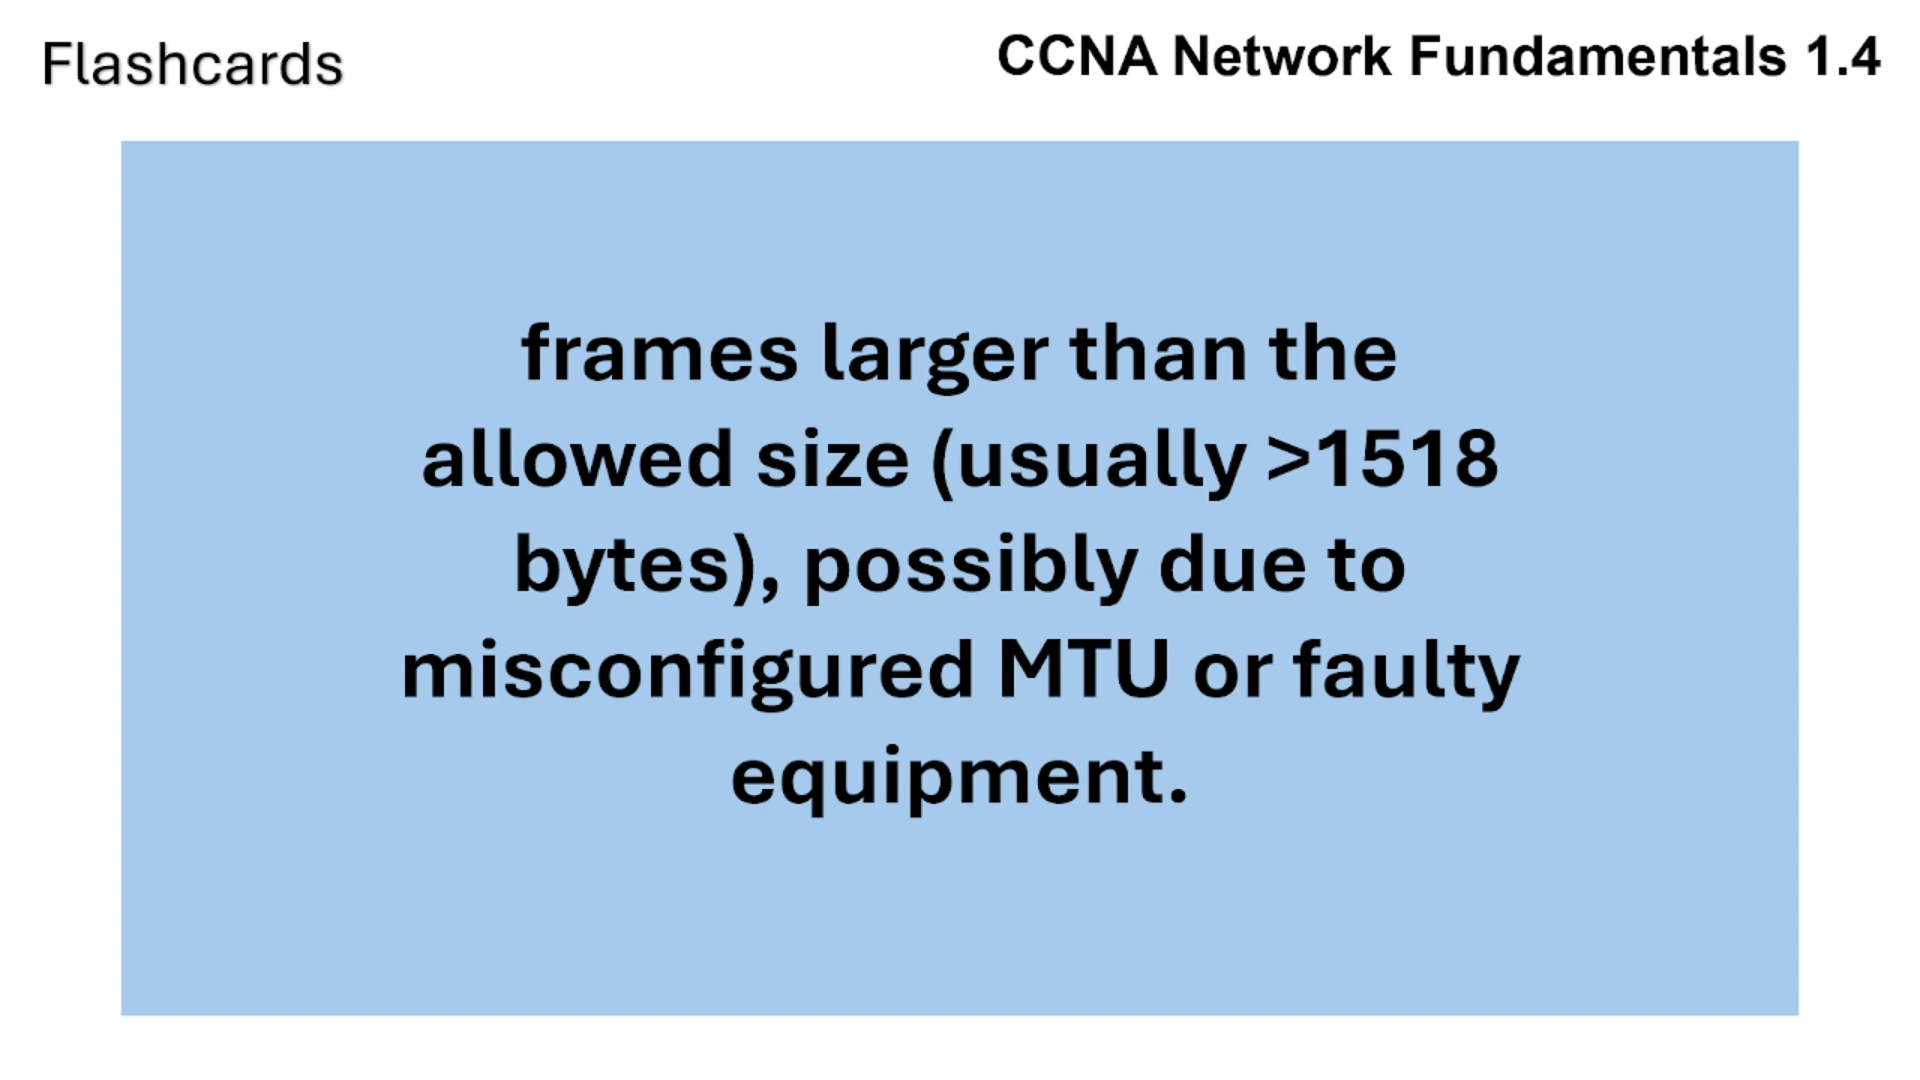 Flashcards
CCNA Network Fundamentals 1.4
frames larger than the
allowed size (usually >1518
bytes), possibly due to
misconfigured MTU or faulty
equipment.